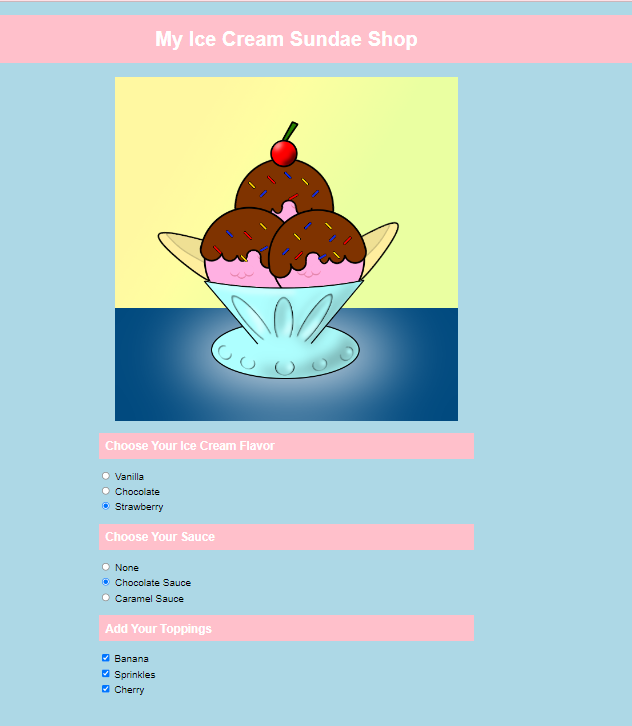 My Ice Cream Sundae Shop
Choose Your Ice Cream Flavor
Vanilla
Chocolate
Strawberry
Choose Your Sauce
None
Chocolate Sauce
Caramel Sauce
Add Your Toppings
Banana
Sprinkles
Cherry